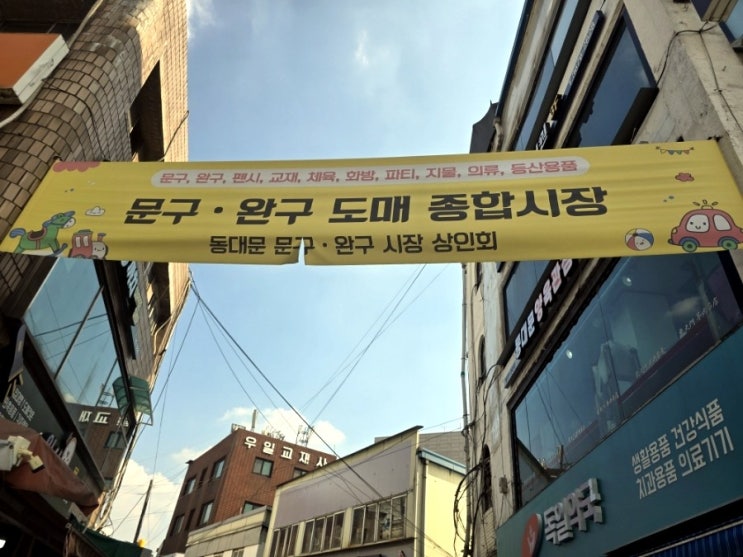 문구, 완구, 팬시, 교재, 체육, 화방, 파티, 지물, 의류, 등산용품
문구 · 완구 도매 종합시장
동대문 문구 · 완구 시장 상인회
우일교재사
생활용품 건강식품
치과용품 의료기기